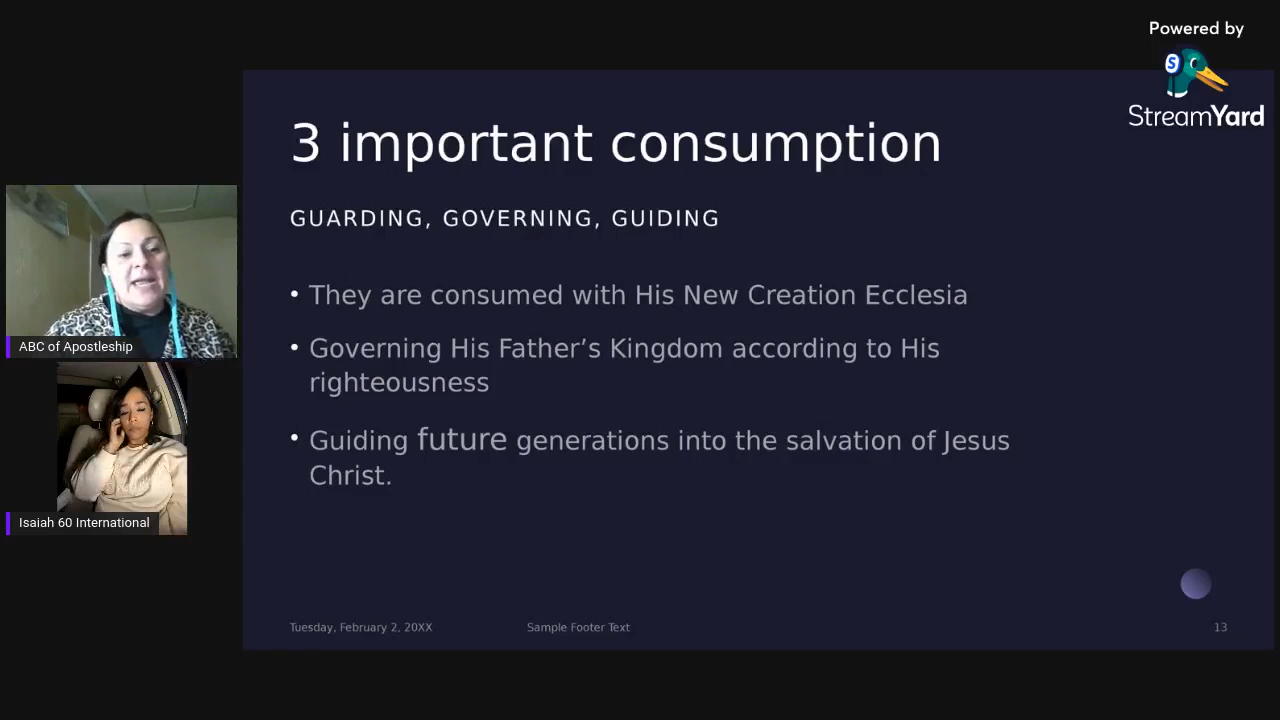 Powered by
StreamYard
3 important consumption
GUARDING, GOVERNING, GUIDING
• They are consumed with His New Creation Ecclesia
• Governing His Father’s Kingdom according to His
righteousness
• Guiding future generations into the salvation of Jesus
Christ.
ABC of Apostleship
Isaiah 60 International
Tuesday, February 2, 20XX
Sample Footer Text
13